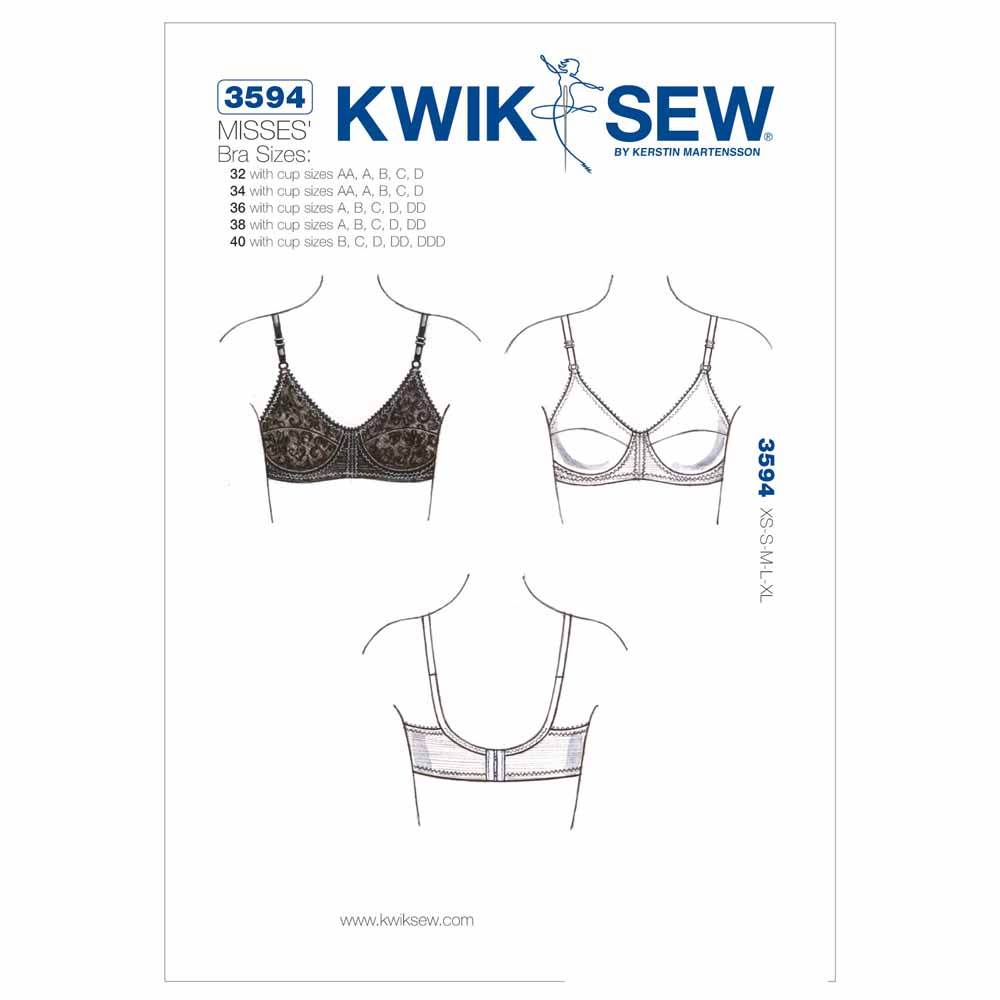 3594
KWIK SEW®
MISSES'
BY KERSTIN MARTENSSON
Bra Sizes:
32 with cup sizes AA, A, B, C, D
34 with cup sizes AA, A, B, C, D
36 with cup sizes A, B, C, D, DD
38 with cup sizes A, B, C, D, DD
40 with cup sizes B, C, D, DD, DDD
3594 XS-S-M-L-XL
www.kwiksew.com